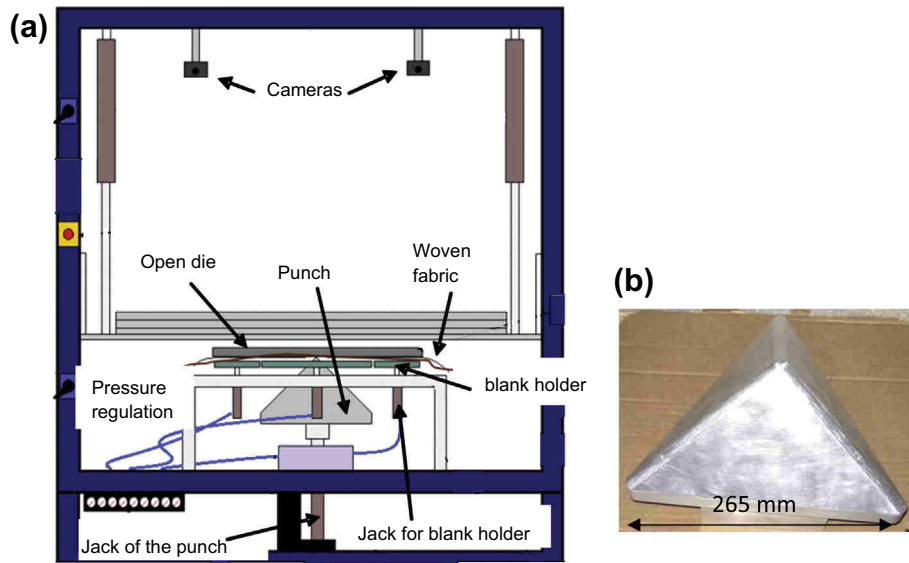 (a)
Cameras
Open die
Punch
Woven
fabric
(b)
Pressure
regulation
blank holder
265 mm
Jack of the punch
Jack for blank holder